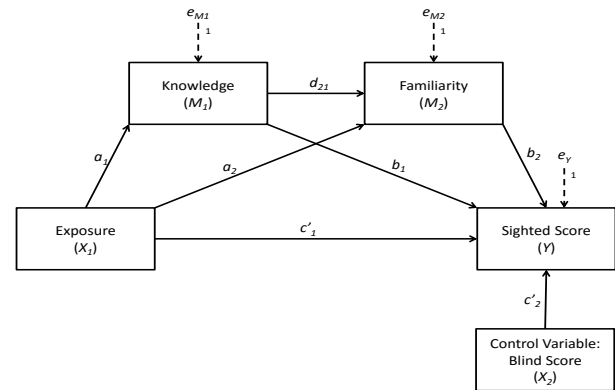 e_M1
1
e_M2
1
Knowledge
(M_1)
d_21
Familiarity
(M_2)
a_1
a_2
b_1
b_2
e_Y
1
Exposure
(X_1)
c'_1
Sighted Score
(Y)
c'_2
Control Variable:
Blind Score
(X_2)